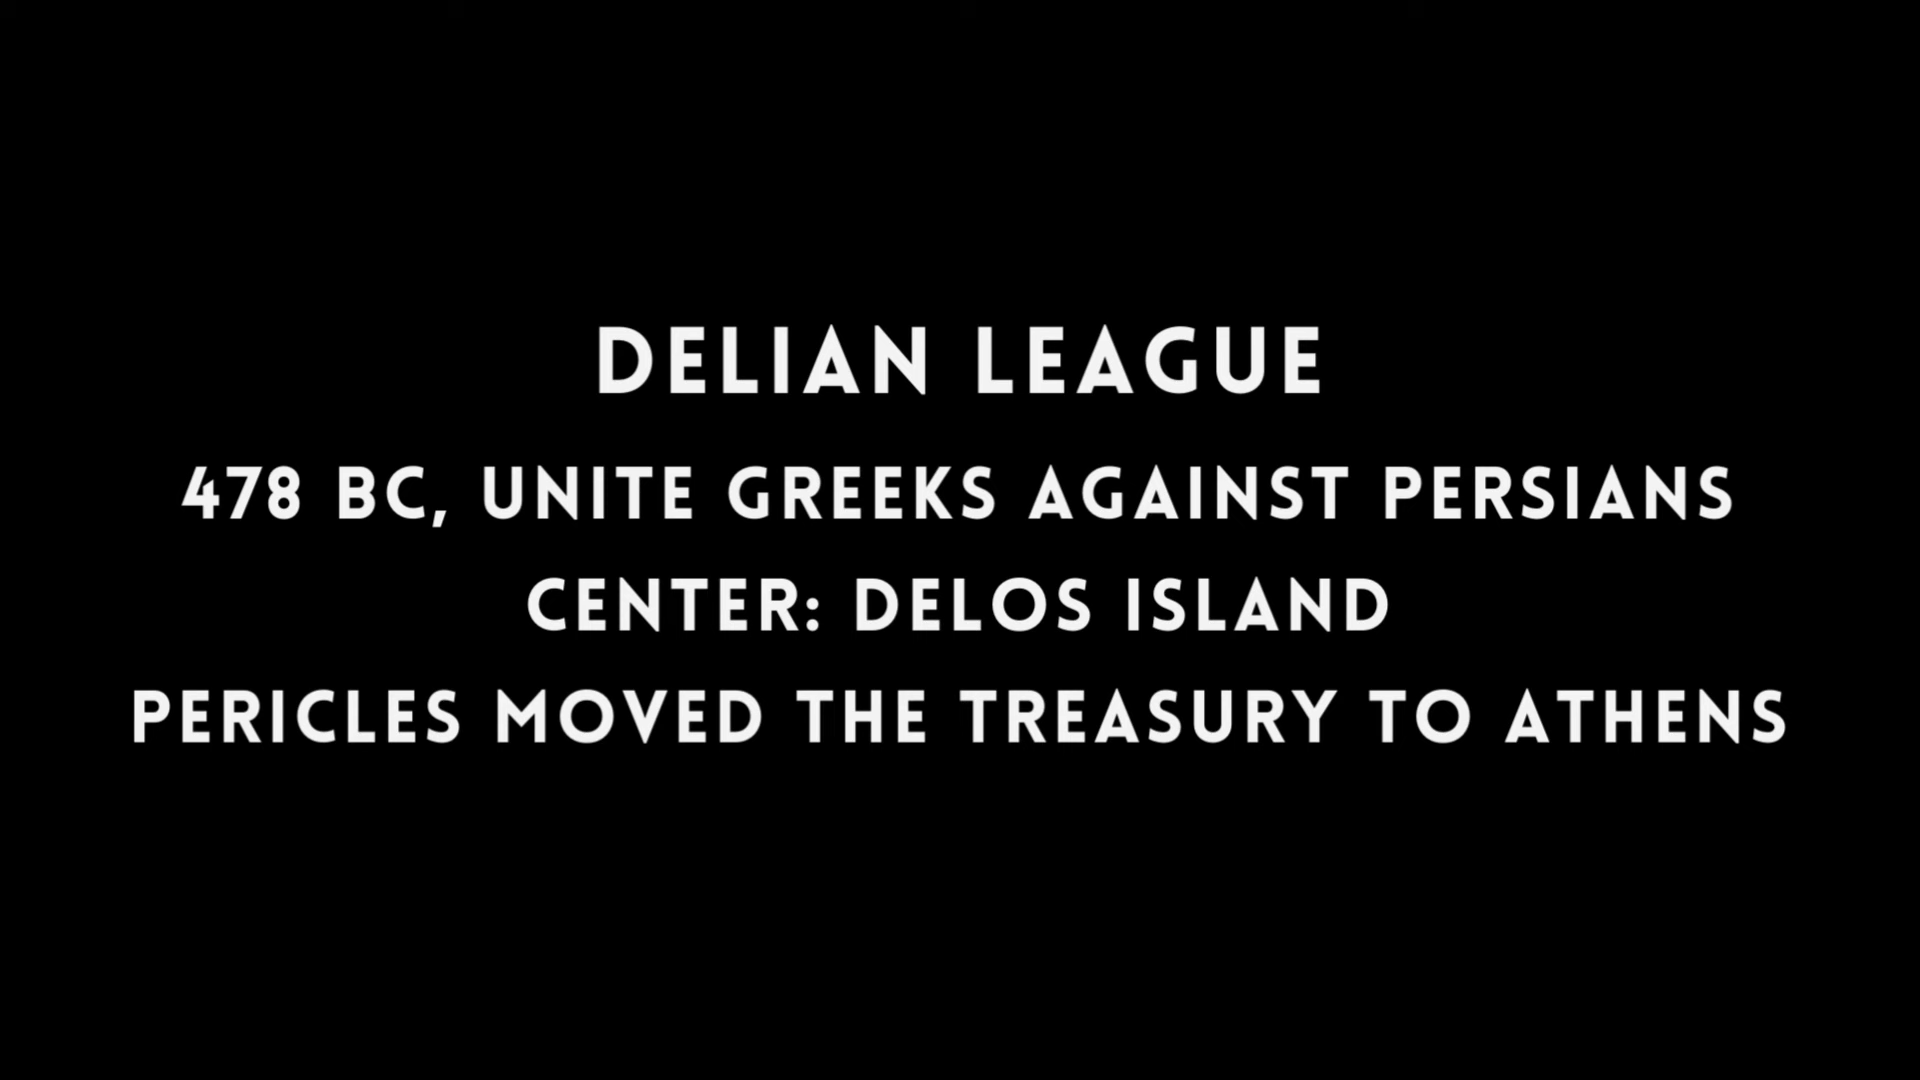 DELIAN LEAGUE
478 BC, UNITE GREEKS AGAINST PERSIANS
CENTER: DELOS ISLAND
PERICLES MOVED THE TREASURY TO ATHENS